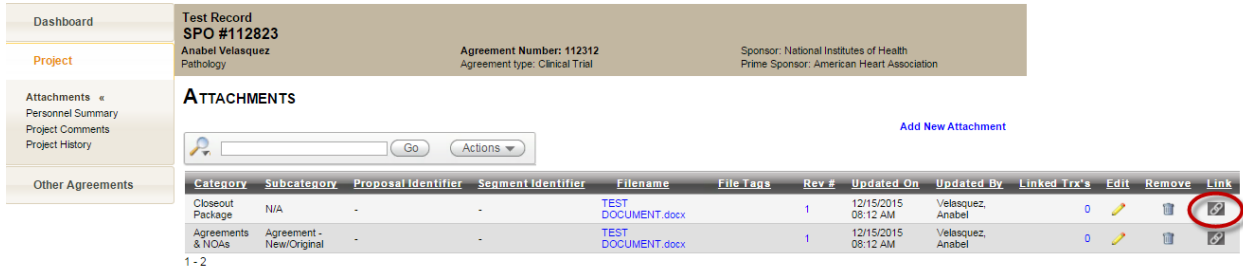 Dashboard
Project
Attachments «
Personnel Summary
Project Comments
Project History
Other Agreements
Test Record
SPO #112823
Anabel Velasquez Agreement Number: 112312 Sponsor: National Institutes of Health
Pathology Agreement type: Clinical Trial Prime Sponsor: American Heart Association
ATTACHMENTS
Add New Attachment
Go Actions
Category Subcategory Proposal Identifier Segment Identifier Filename File Tags Rev # Updated On Updated By Linked Trx's Edit Remove Link
Closeout TEST 12/15/2015 Velasquez,
Package N/A - - DOCUMENT.docx 1 08:12 AM Anabel 0
Agreements Agreement - TEST 12/15/2015 Velasquez,
& NOAs New/Original - - DOCUMENT.docx 1 08:12 AM Anabel 0
1 - 2